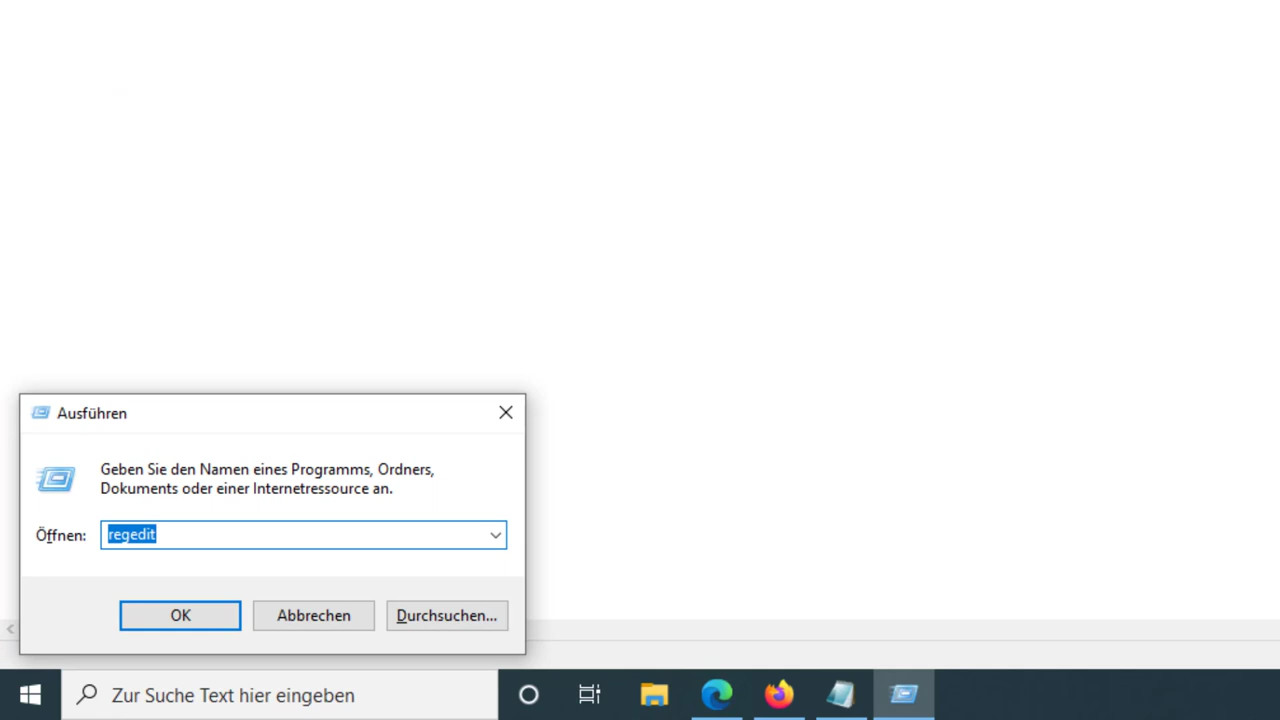 Ausführen
Geben Sie den Namen eines Programms, Ordners,
Dokuments oder einer Internetressource an.
Öffnen: regedit
OK Abbrechen Durchsuchen...
Zur Suche Text hier eingeben